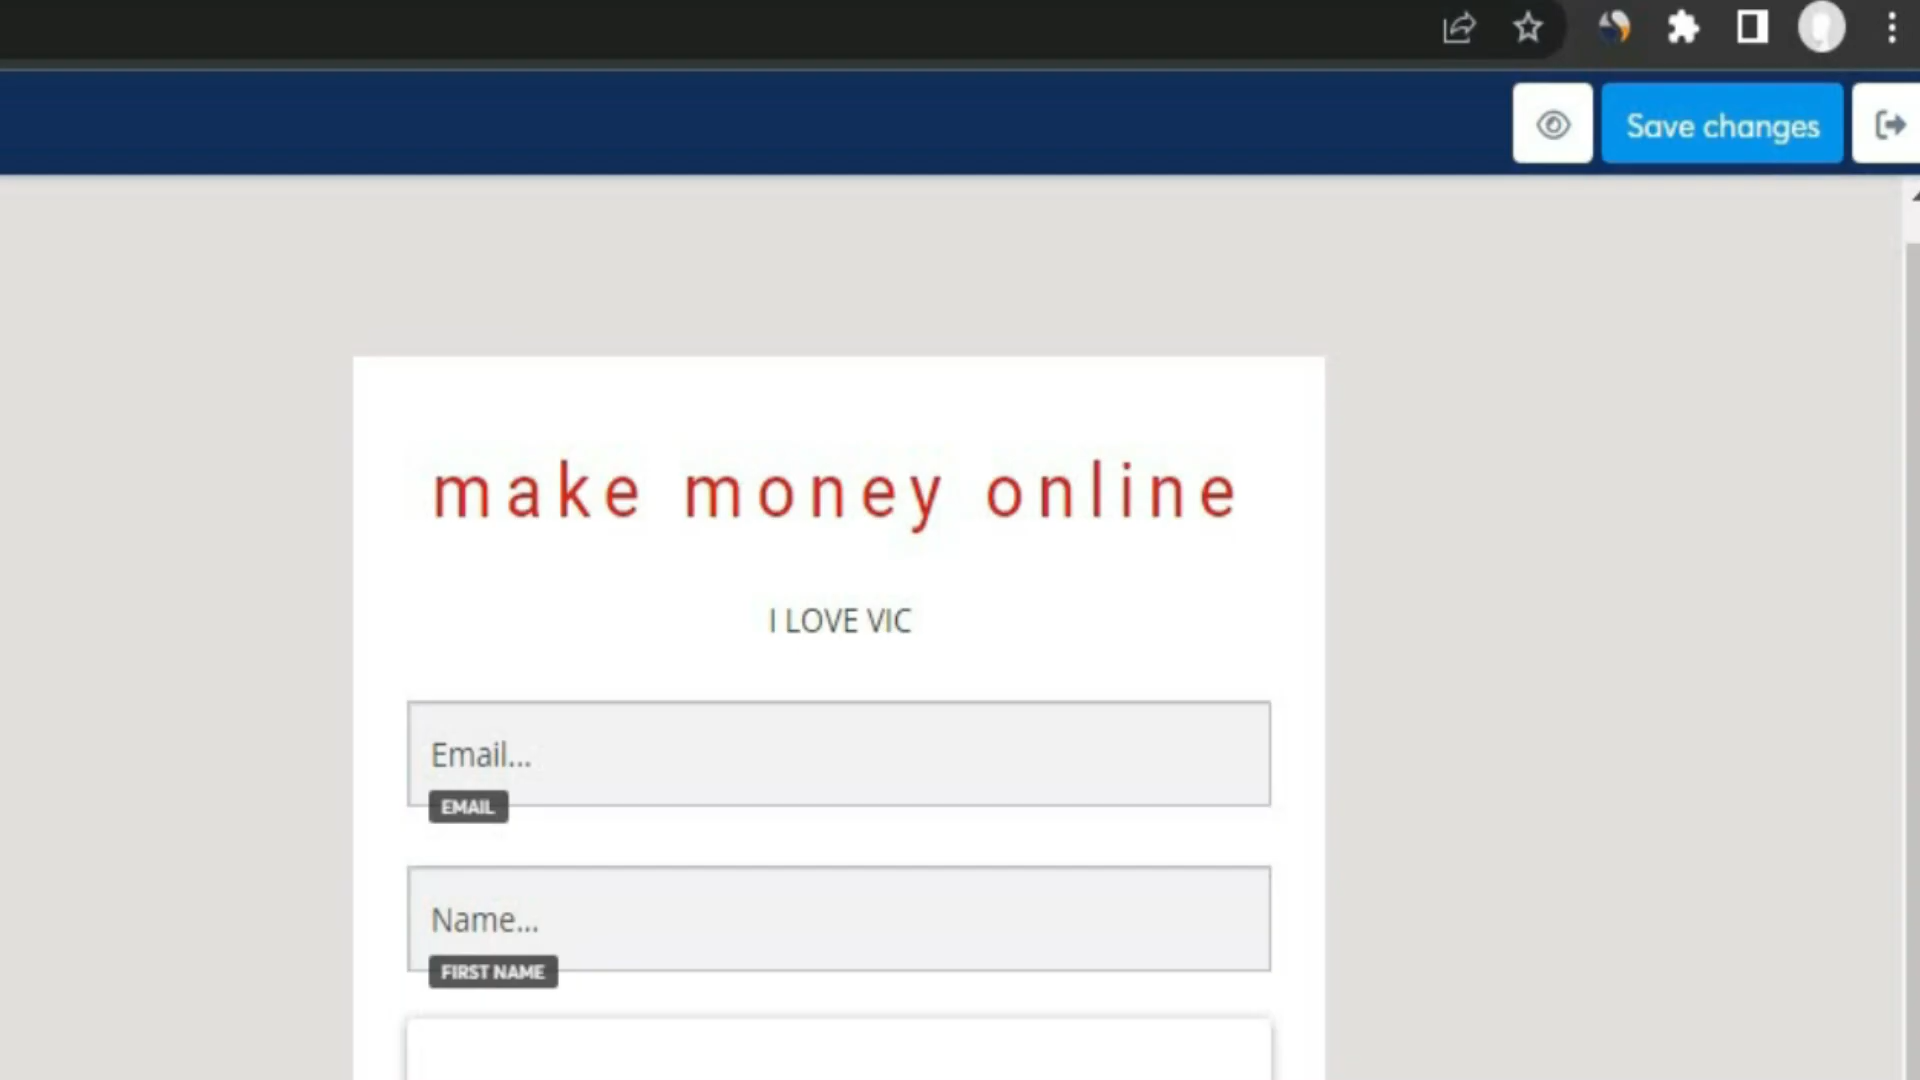 Save changes
make money online
I LOVE VIC
Email...
EMAIL
Name...
FIRST NAME